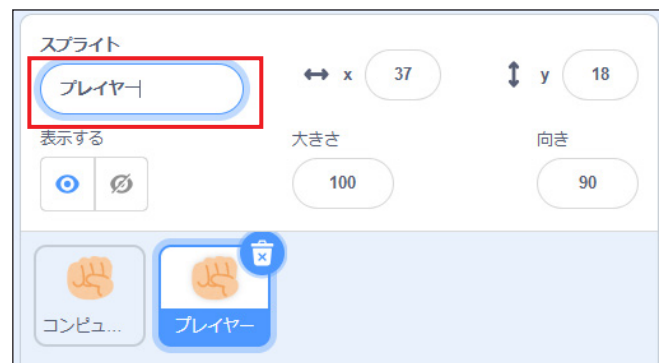 スプライト
プレイヤー
x 37
y 18
表示する
大きさ
100
向き
90
コンピュ...
プレイヤー